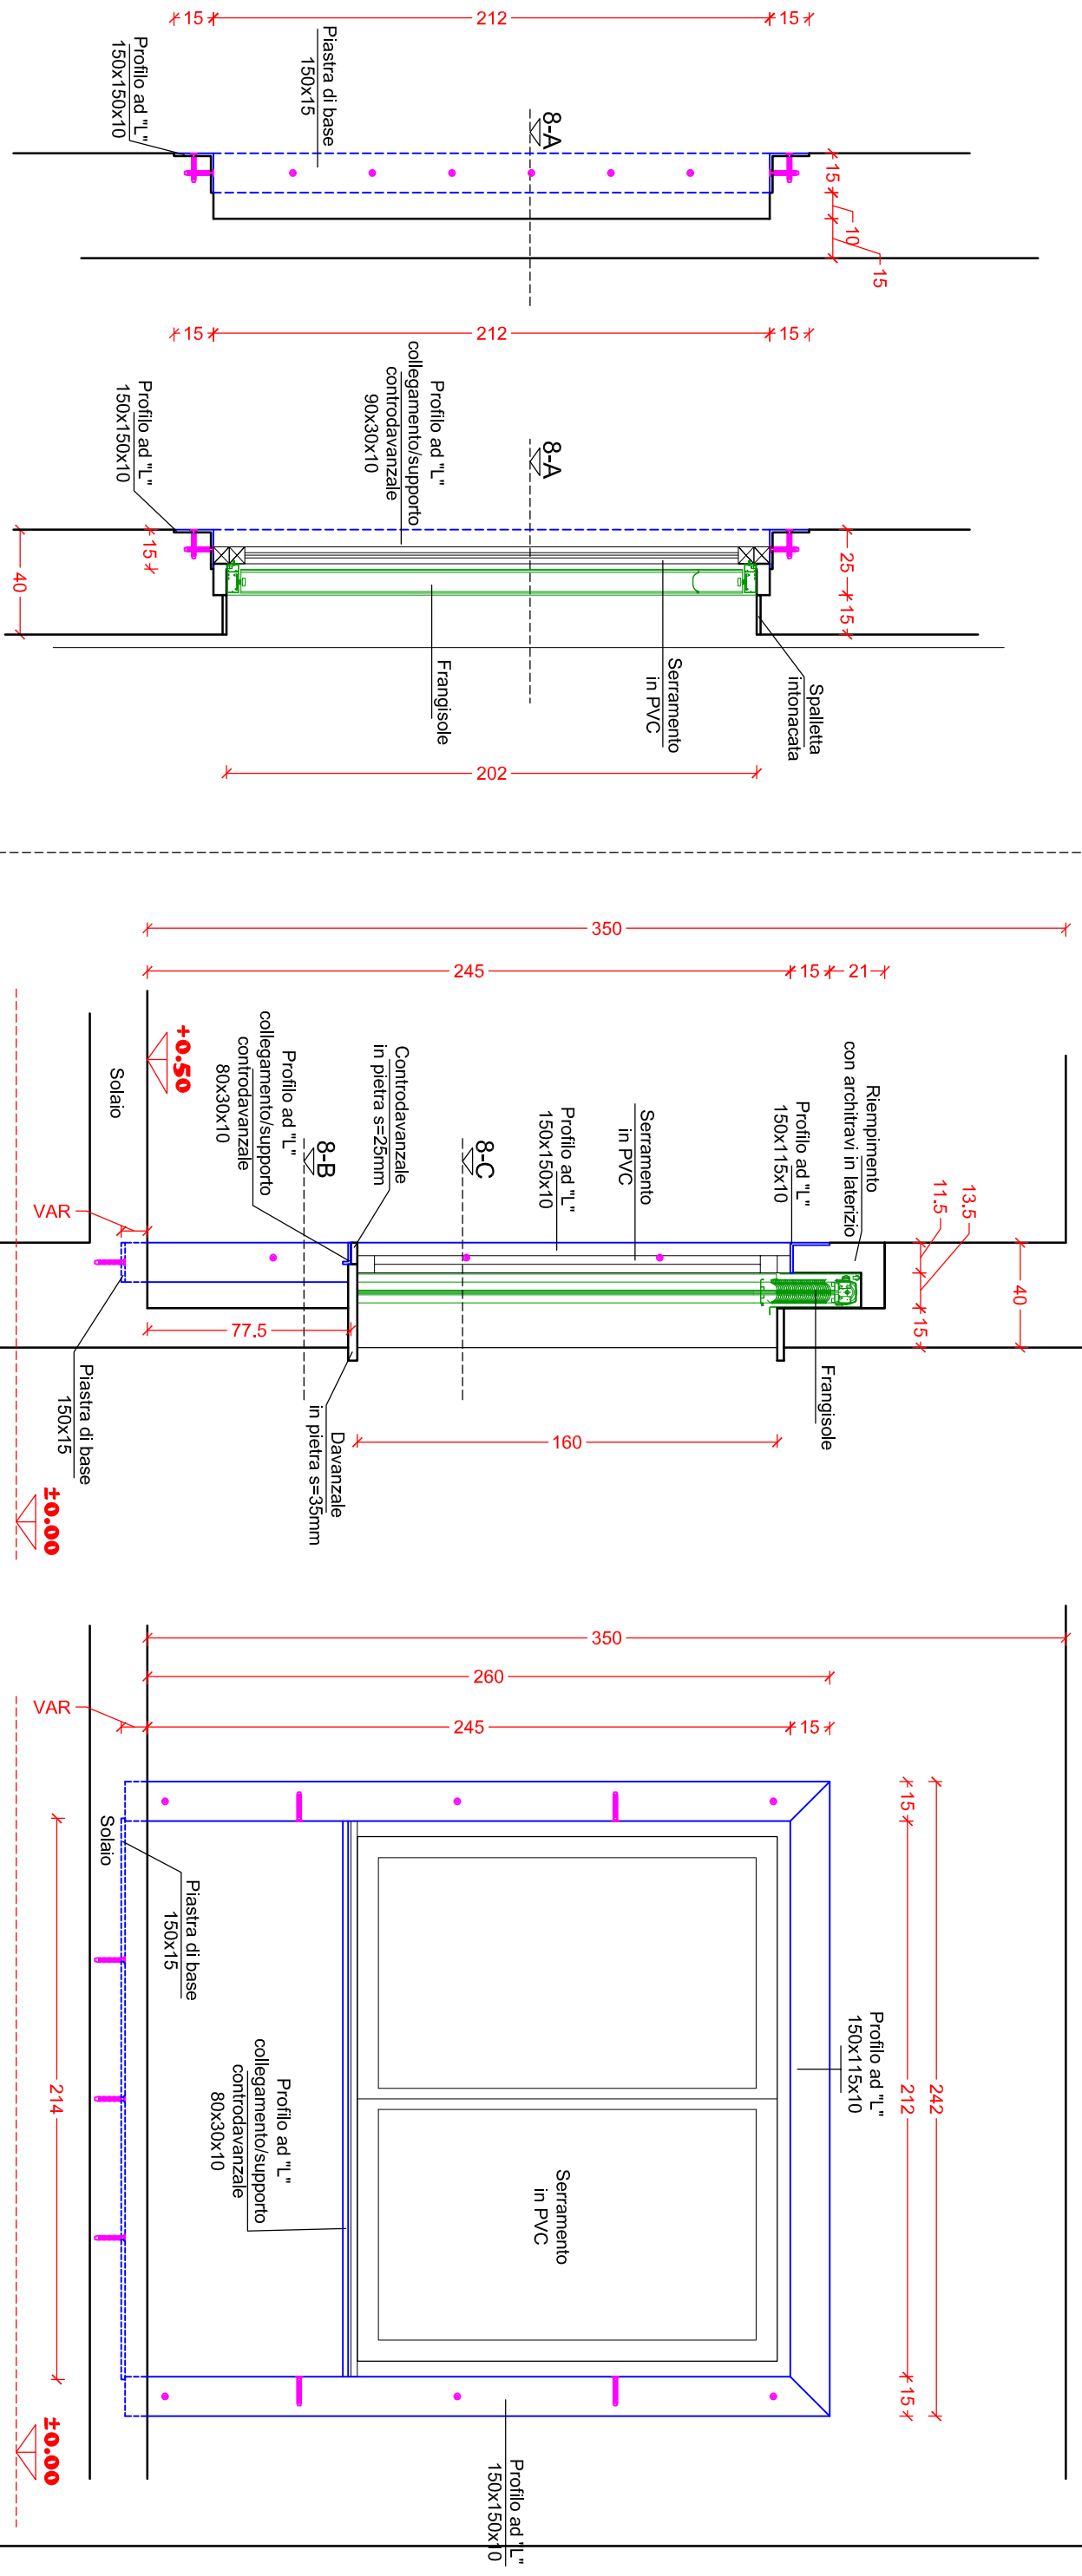 15
212
15
Piastra di base
150x15
Profilo ad "L"
150x150x10
8-A
15
10
15
15
212
15
Profilo ad "L"
collegamento/supporto
controdavanzale
90x30x10
Profilo ad "L"
150x150x10
8-A
15
40
25
15
Spalletta
intonacata
Serramento
in PVC
Frangisole
202
350
245
15
21
+0.50
Solaio
VAR
Profilo ad "L"
collegamento/supporto
controdavanzale
80x30x10
Controdavanzale
in pietra s=25mm
8-B
8-C
Profilo ad "L"
150x150x10
Serramento
in PVC
Profilo ad "L"
150x115x10
Riempimento
con architravi in laterizio
11.5
13.5
40
15
77.5
Piastra di base
150x15
Davanzale
in pietra s=35mm
Frangisole
160
±0.00
350
260
245
15
VAR
Solaio
Piastra di base
150x15
15
212
15
242
Profilo ad "L"
150x115x10
Profilo ad "L"
collegamento/supporto
controdavanzale
80x30x10
Serramento
in PVC
214
Profilo ad "L"
150x150x10
±0.00